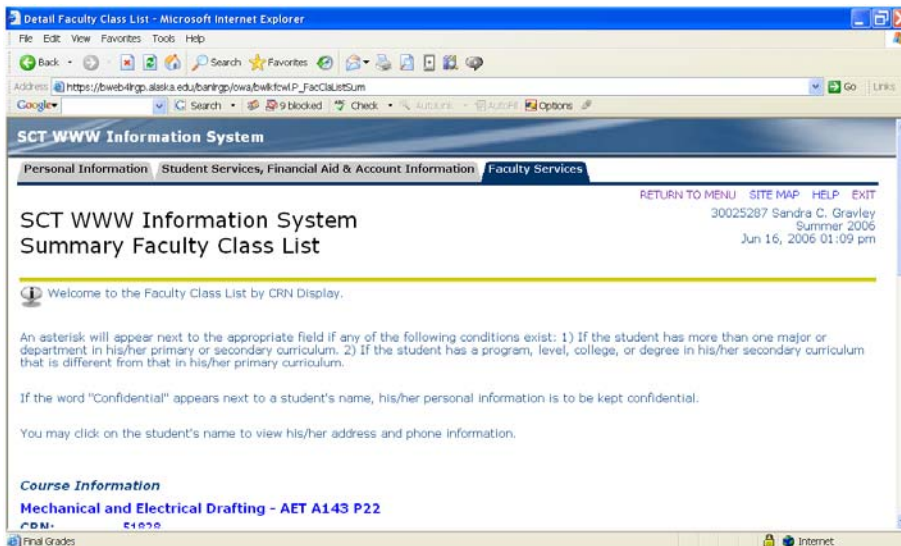 Detail Faculty Class List - Microsoft Internet Explorer
File Edit View Favorites Tools Help
Back Search Favorites
Address https://bweb4lrgp.alaska.edu/banlrgp/owa/bwlkfcwl.P_FacClaListSum Go Links
Google Search 9 blocked Check AutoLink AutoFill Options
SCT WWW Information System
Personal Information Student Services, Financial Aid & Account Information Faculty Services
RETURN TO MENU SITE MAP HELP EXIT
SCT WWW Information System
Summary Faculty Class List
30025287 Sandra C. Gravley
Summer 2006
Jun 16, 2006 01:09 pm
Welcome to the Faculty Class List by CRN Display.
An asterisk will appear next to the appropriate field if any of the following conditions exist: 1) If the student has more than one major or
department in his/her primary or secondary curriculum. 2) If the student has a program, level, college, or degree in his/her secondary curriculum
that is different from that in his/her primary curriculum.
If the word "Confidential" appears next to a student's name, his/her personal information is to be kept confidential.
You may click on the student's name to view his/her address and phone information.
Course Information
Mechanical and Electrical Drafting - AET A143 P22
CRN: 51828
Final Grades Internet